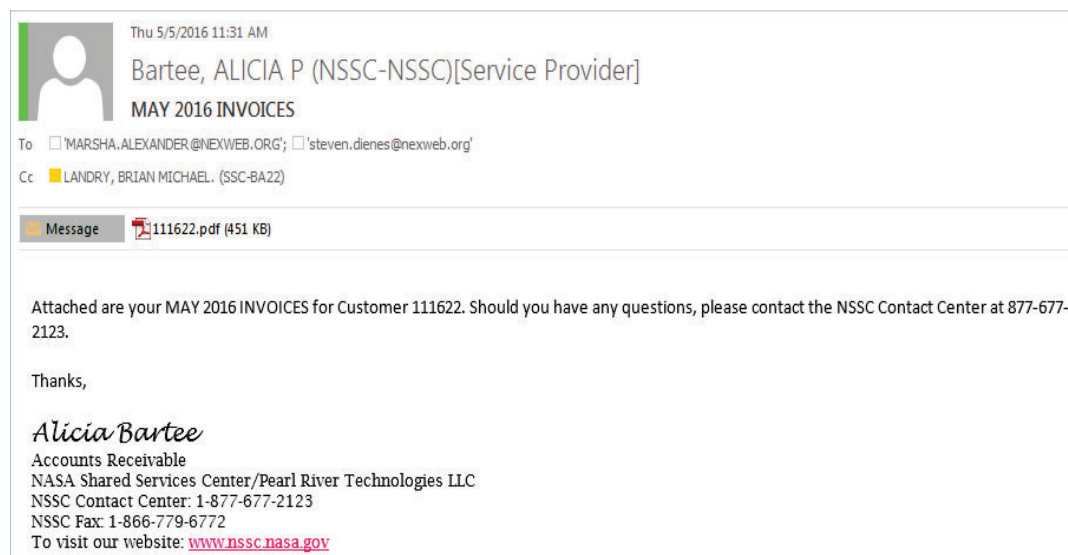 Thu 5/5/2016 11:31 AM
Bartee, ALICIA P (NSSC-NSSC)[Service Provider]
MAY 2016 INVOICES
To 'MARSHA.ALEXANDER@NEXWEB.ORG'; 'steven.dienes@nexweb.org'
Cc LANDRY, BRIAN MICHAEL. (SSC-BA22)
Message 111622.pdf (451 KB)
Attached are your MAY 2016 INVOICES for Customer 111622. Should you have any questions, please contact the NSSC Contact Center at 877-677-
2123.
Thanks,
Alicia Bartee
Accounts Receivable
NASA Shared Services Center/Pearl River Technologies LLC
NSSC Contact Center: 1-877-677-2123
NSSC Fax: 1-866-779-6772
To visit our website: www.nssc.nasa.gov